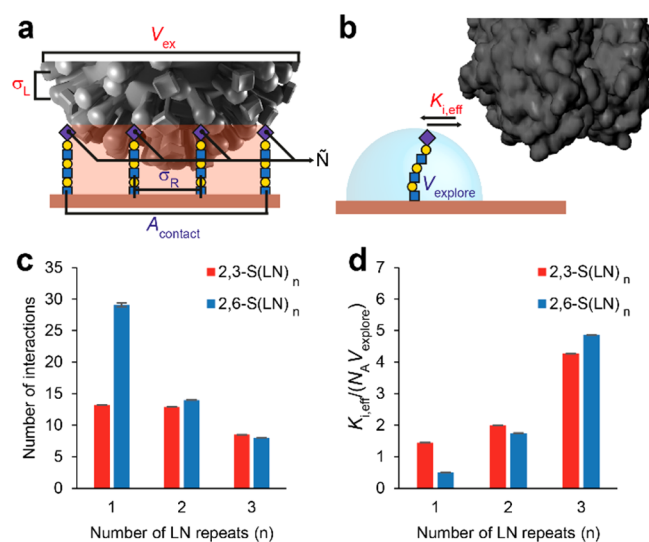 a
V_ex
σ_L
Ñ
σ_R
A_contact
b
K_i,eff
V_explore
c
2,3-S(LN)_n
2,6-S(LN)_n
Number of interactions
35
30
25
20
15
10
5
0
1 2 3
Number of LN repeats (n)
d
2,3-S(LN)_n
2,6-S(LN)_n
K_i,eff/(N_A V_explore)
7
6
5
4
3
2
1
0
1 2 3
Number of LN repeats (n)